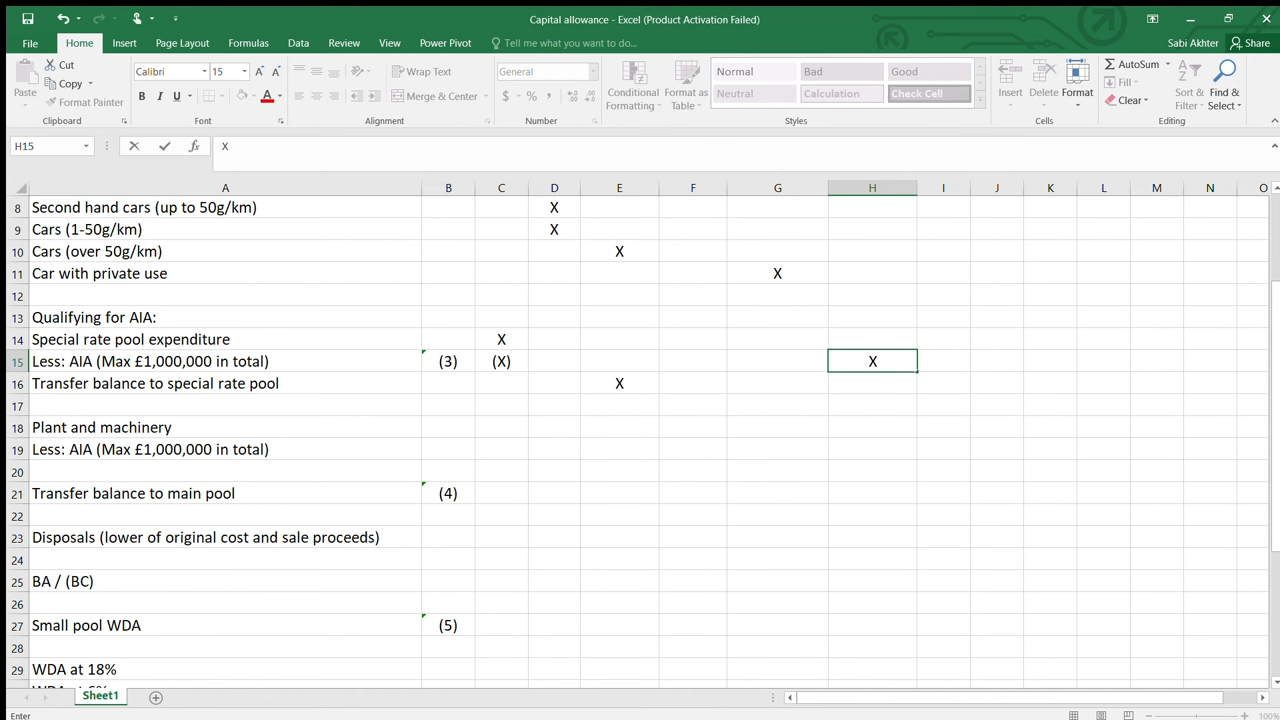 Capital allowance - Excel (Product Activation Failed)
File Home Insert Page Layout Formulas Data Review View Power Pivot Tell me what you want to do... Sabi Akhter Share
Cut
Copy
Format Painter
Paste
Clipboard
Calibri 15
B I U
Font
Wrap Text
Merge & Center
Alignment
General
$ % ,
Number
Conditional Formatting
Format as Table
Normal Bad Good
Neutral Calculation Check Cell
Styles
Insert Delete Format
Cells
AutoSum
Fill
Clear
Sort & Filter
Find & Select
Editing
H15 fx X
A B C D E F G H I J K L M N O
8 Second hand cars (up to 50g/km) X
9 Cars (1-50g/km) X
10 Cars (over 50g/km) X
11 Car with private use X
12
13 Qualifying for AIA:
14 Special rate pool expenditure X
15 Less: AIA (Max £1,000,000 in total) (3) (X) X
16 Transfer balance to special rate pool X
17
18 Plant and machinery
19 Less: AIA (Max £1,000,000 in total)
20
21 Transfer balance to main pool (4)
22
23 Disposals (lower of original cost and sale proceeds)
24
25 BA / (BC)
26
27 Small pool WDA (5)
28
29 WDA at 18%
Sheet1
Enter 100%